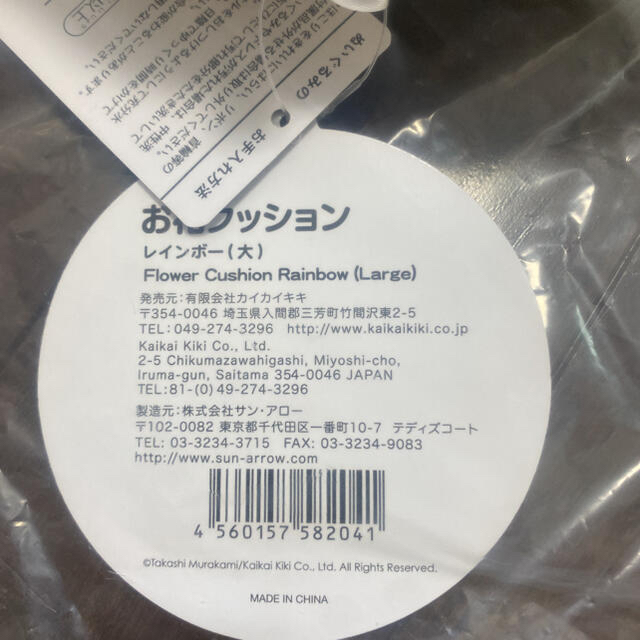 ぬいぐるみの
お手入れ方法
お花クッション
レインボー(大)
Flower Cushion Rainbow (Large)
発売元:有限会社カイカイキキ
〒354-0046 埼玉県入間郡三芳町竹間沢東2-5
TEL:049-274-3296 http://www.kaikaikiki.co.jp
Kaikai Kiki Co., Ltd.
2-5 Chikumazawahigashi, Miyoshi-cho,
Iruma-gun, Saitama 354-0046 JAPAN
TEL:81-(0)49-274-3296
製造元:株式会社サン・アロー
〒102-0082 東京都千代田区一番町10-7 テディズコート
TEL: 03-3234-3715 FAX: 03-3234-9083
http://www.sun-arrow.com
4 560157 582041
©Takashi Murakami/Kaikai Kiki Co., Ltd. All Rights Reserved.
MADE IN CHINA